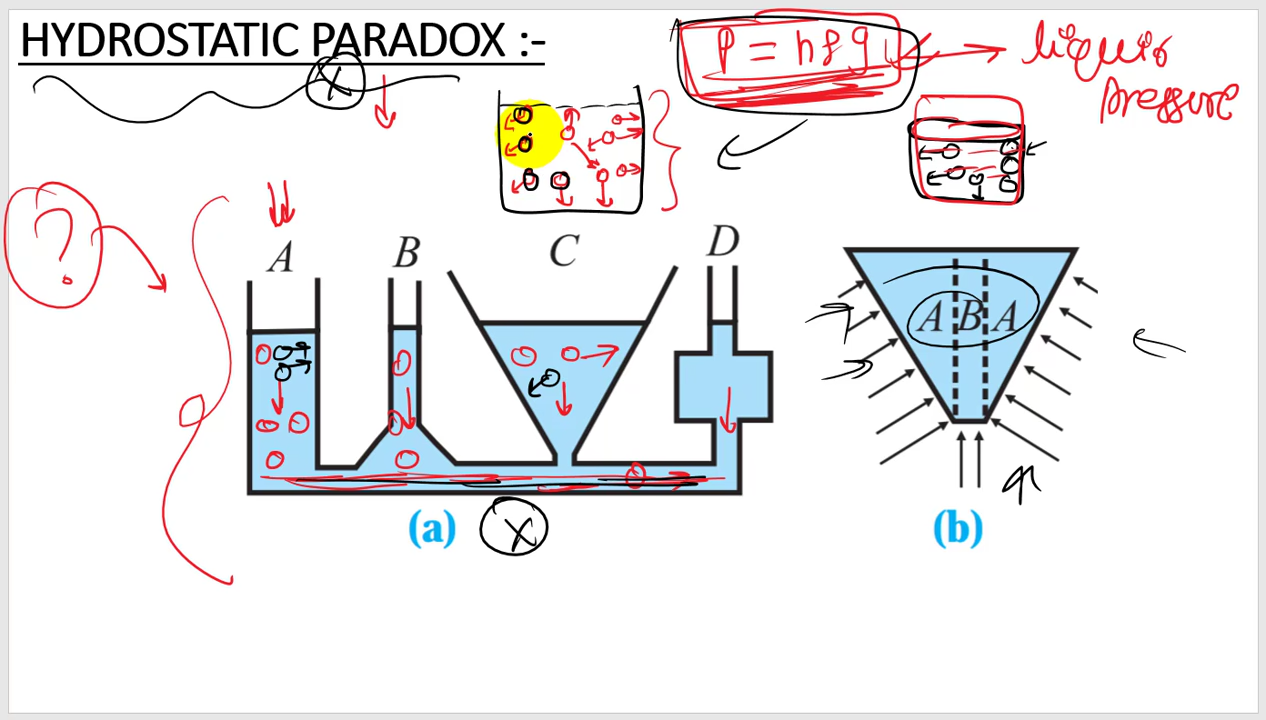 HYDROSTATIC PARADOX :-
P = hρg
liquid
pressure
?
A B C D
A B A
(a) X (b)